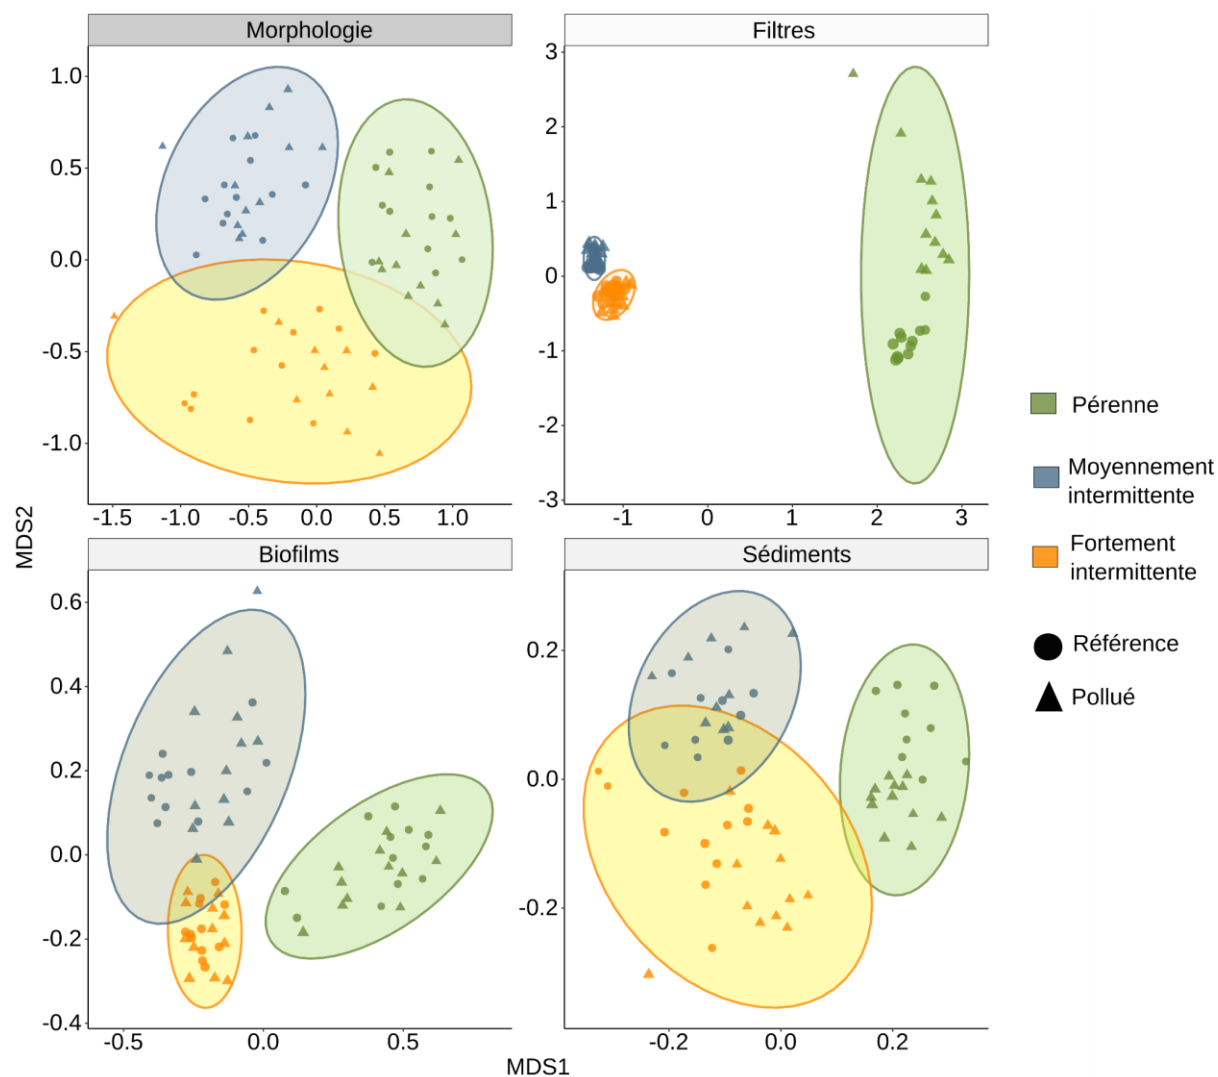 Morphologie
Filtres
1.0
0.5
0.0
-0.5
-1.0
-1.5 -1.0 -0.5 0.0 0.5 1.0
3
2
1
0
-1
-2
-3
-1 0 1 2 3
MDS2
Biofilms
Sédiments
0.6
0.4
0.2
0.0
-0.2
-0.4
-0.5 0.0 0.5
0.2
0.0
-0.2
-0.2 0.0 0.2
MDS1
Pérenne
Moyennement
intermittente
Fortement
intermittente
Référence
Pollué